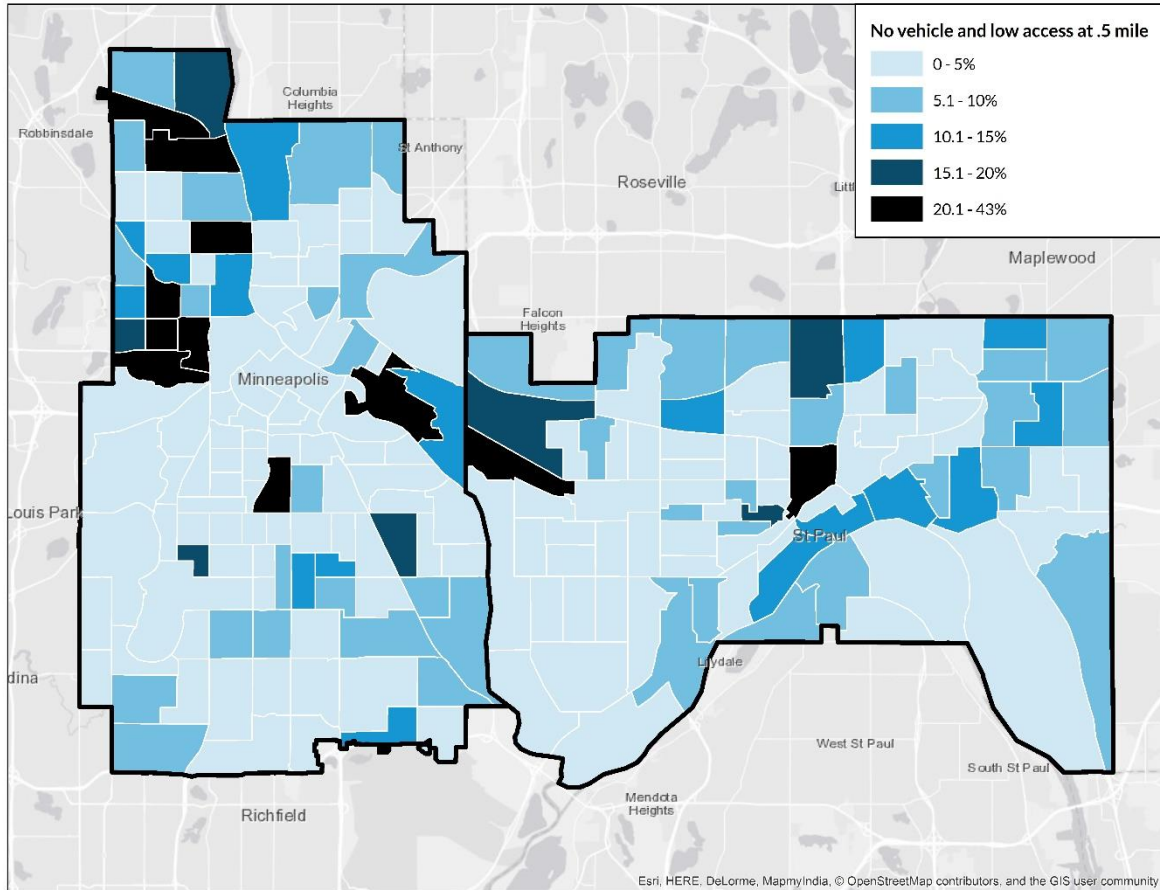 No vehicle and low access at .5 mile
0 - 5%
5.1 - 10%
10.1 - 15%
15.1 - 20%
20.1 - 43%
Columbia
Heights
Robbinsdale
St Anthony
Roseville
Littl
Maplewood
Falcon
Heights
Minneapolis
Louis Park
St Paul
dina
Lilydale
West St Paul
South St Paul
Mendota
Heights
Richfield
Esri, HERE, DeLorme, MapmyIndia, © OpenStreetMap contributors, and the GIS user community